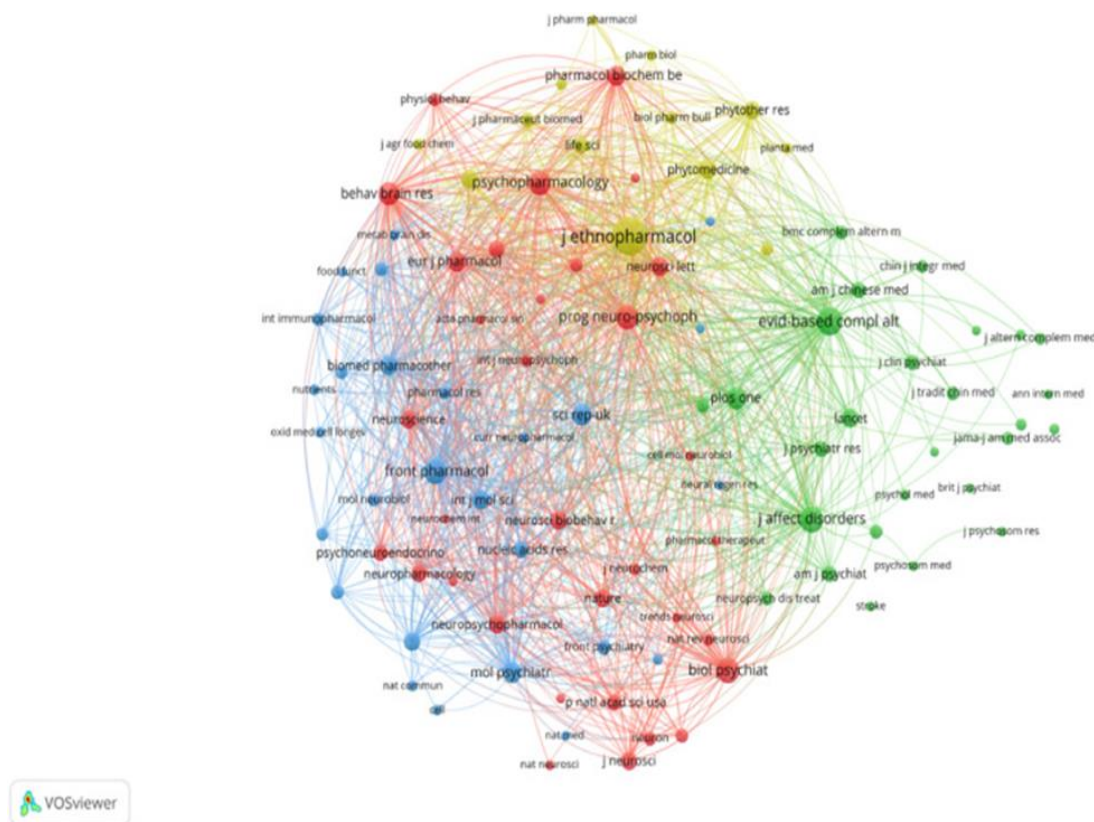 j pharm pharmacol
pharm biol
pharmacol biochem be
physiol behav
phytother res
j pharmaceut biomed
biol pharm bull
j agr food chem
life sci
planta med
phytomedicine
psychopharmacology
behav brain res
metab brain dis
j ethnopharmacol
bmc complem altern m
eur j pharmacol
neurosci lett
food funct
chin j integr med
am j chinese med
int immunopharmacol
acta pharmacol sin
prog neuro-psychoph
evid-based compl alt
j altern complem med
int j neuropsychoph
biomed pharmacother
j clin psychiat
nutrients
pharmacol res
plos one
j tradit chin med
ann intern med
neuroscience
sci rep-uk
lancet
oxid med cell longev
curr neuropharmacol
jama-j am med assoc
cell mol neurobiol
j psychiatr res
front pharmacol
neural regen res
brit j psychiat
mol neurobiol
int j mol sci
psychol med
neurochem int
neurosci biobehav r
j affect disorders
j psychosom res
pharmacol therapeut
psychoneuroendocrino
nucleic acids res
psychosom med
neuropharmacology
j neurochem
am j psychiat
nature
neuropsych dis treat
stroke
trends neurosci
neuropsychopharmacol
nat rev neurosci
front psychiatry
mol psychiatr
biol psychiat
nat commun
p natl acad sci usa
cell
nat med
neuron
nat neurosci
j neurosci
VOSviewer